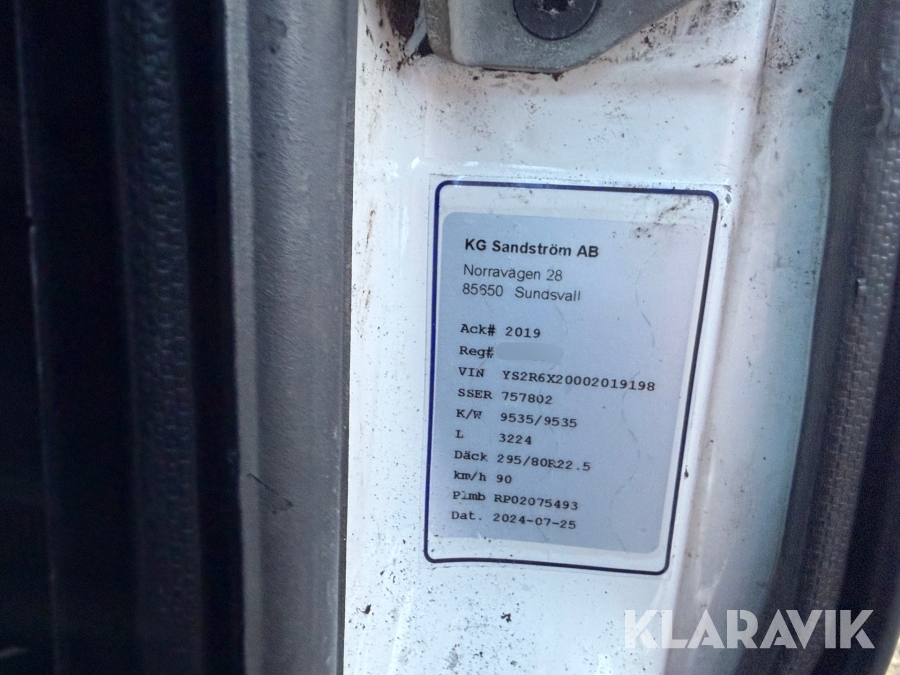 KG Sandström AB
Norravägen 28
85650 Sundsvall
Ack# 2019
Reg#
VIN YS2R6X20002019198
SSER 757802
K/W 9535/9535
L 3224
Däck 295/80R22.5
km/h 90
Plmb RP02075493
Dat. 2024-07-25
KLARAVIK